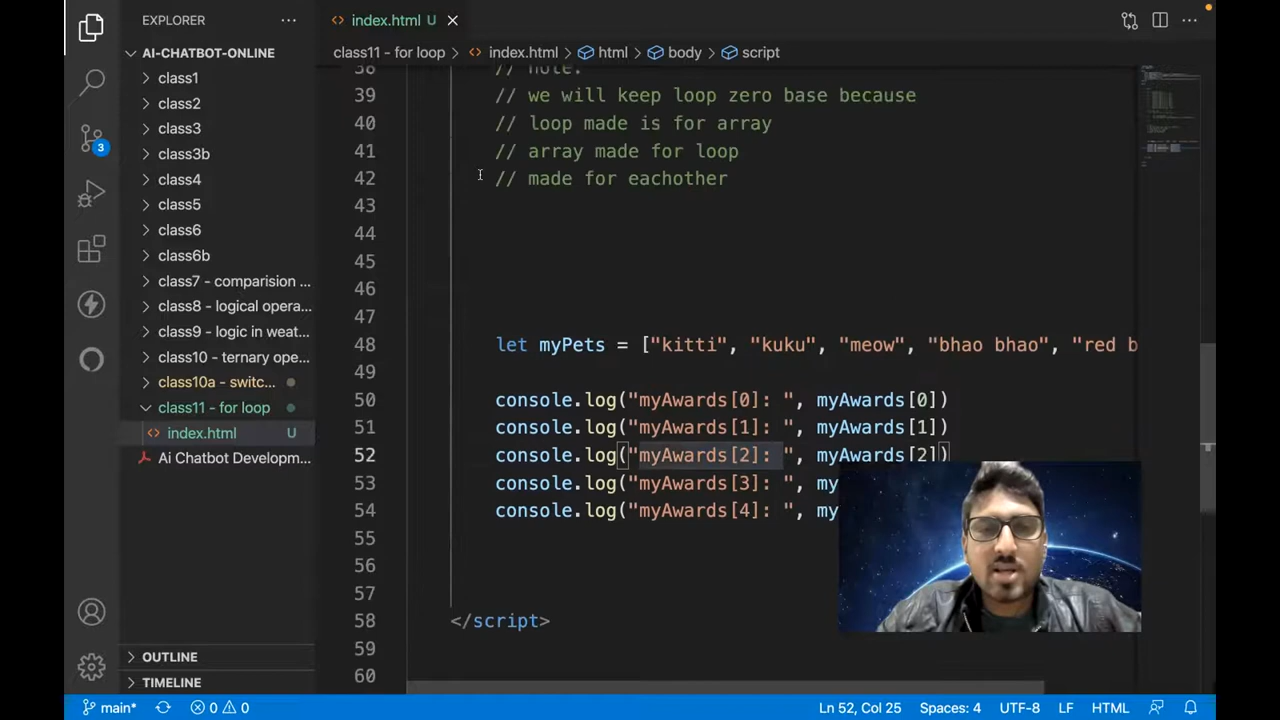 EXPLORER
index.html U
AI-CHATBOT-ONLINE
class11 - for loop > index.html > html > body > script
class1
class2
class3
class3b
class4
class5
class6
class6b
class7 - comparision ...
class8 - logical opera...
class9 - logic in weat...
class10 - ternary ope...
class10a - switc...
class11 - for loop
index.html U
Ai Chatbot Developm...
OUTLINE
TIMELINE
38 // note:
39 // we will keep loop zero base because
40 // loop made is for array
41 // array made for loop
42 // made for eachother
43
44
45
46
47
48 let myPets = ["kitti", "kuku", "meow", "bhao bhao", "red b
49
50 console.log("myAwards[0]: ", myAwards[0])
51 console.log("myAwards[1]: ", myAwards[1])
52 console.log("myAwards[2]: ", myAwards[2])
53 console.log("myAwards[3]: ", my
54 console.log("myAwards[4]: ", my
55
56
57
58 </script>
59
60
3
main* 0 0 Ln 52, Col 25 Spaces: 4 UTF-8 LF HTML